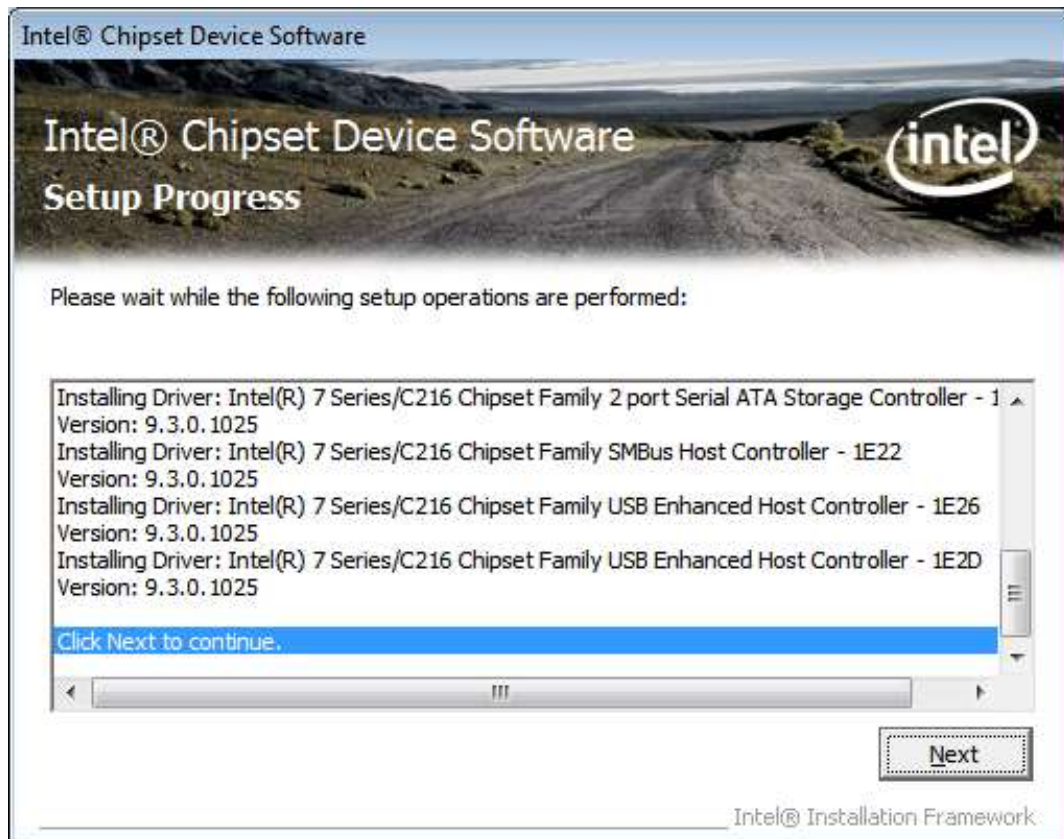 Intel® Chipset Device Software
Intel® Chipset Device Software
intel®
Setup Progress
Please wait while the following setup operations are performed:
Installing Driver: Intel(R) 7 Series/C216 Chipset Family 2 port Serial ATA Storage Controller - 1
Version: 9.3.0.1025
Installing Driver: Intel(R) 7 Series/C216 Chipset Family SMBus Host Controller - 1E22
Version: 9.3.0.1025
Installing Driver: Intel(R) 7 Series/C216 Chipset Family USB Enhanced Host Controller - 1E26
Version: 9.3.0.1025
Installing Driver: Intel(R) 7 Series/C216 Chipset Family USB Enhanced Host Controller - 1E2D
Version: 9.3.0.1025
Click Next to continue.
Next
Intel® Installation Framework